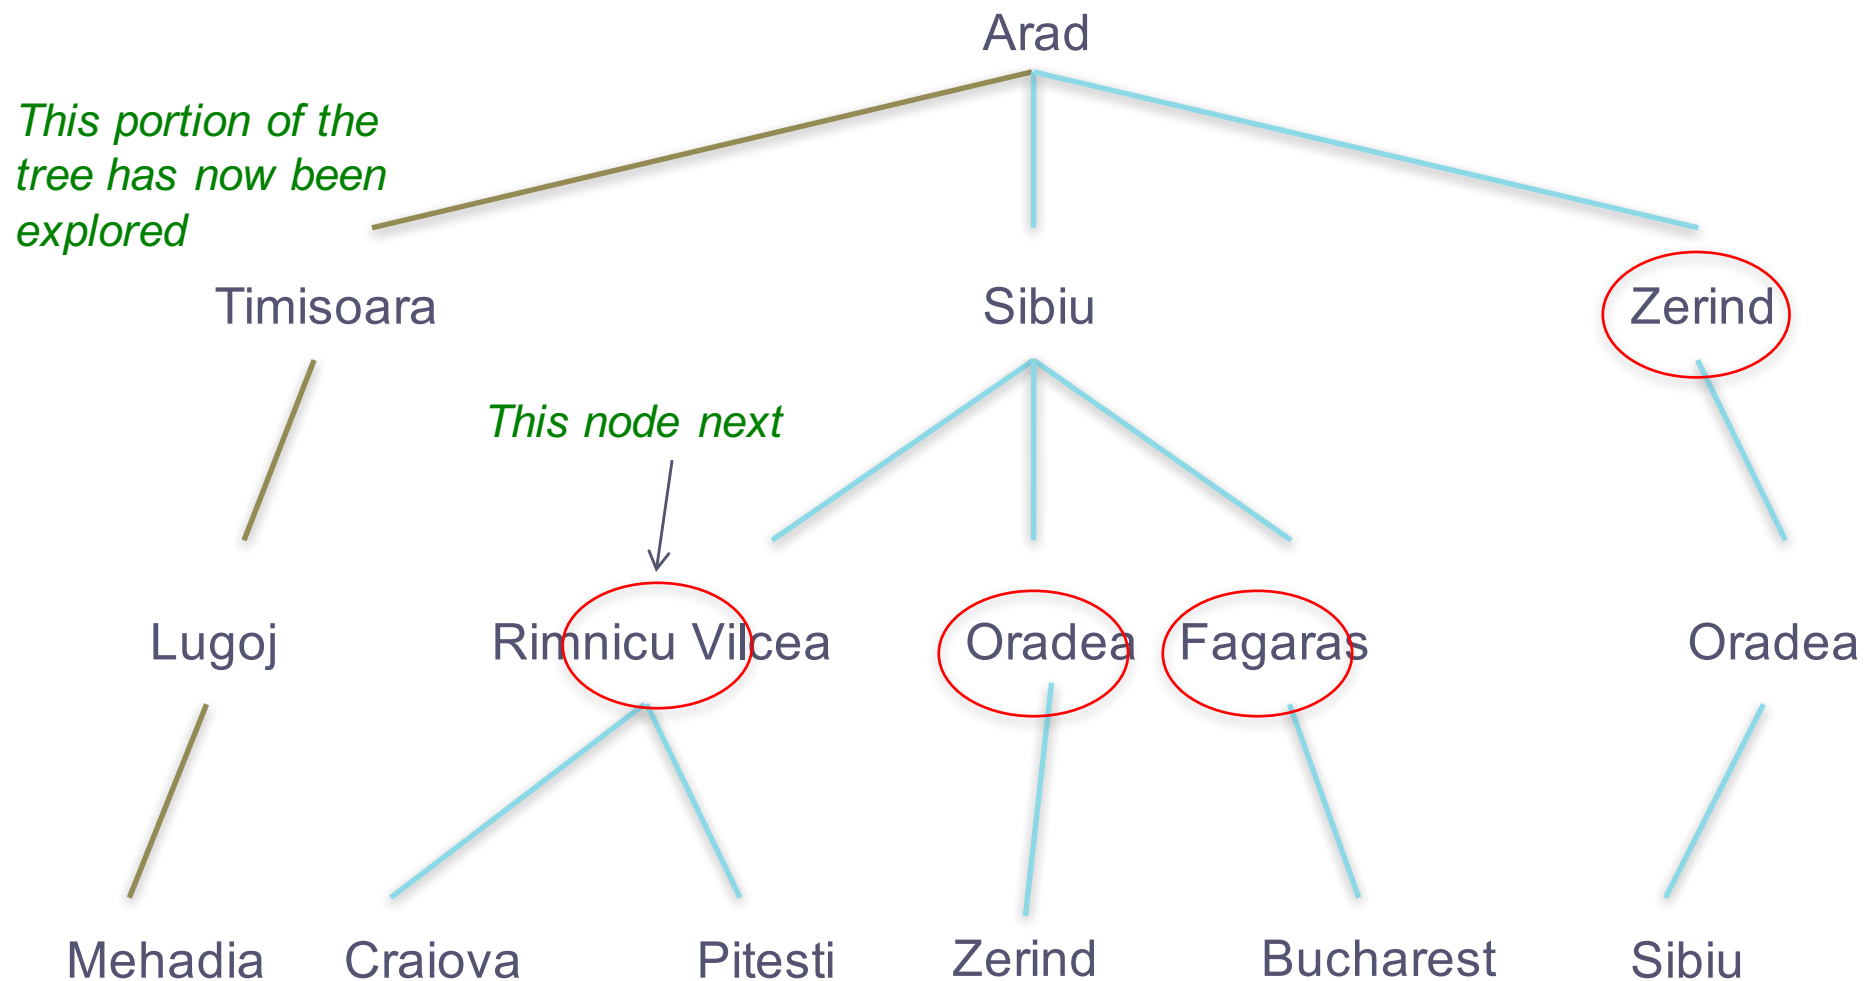 Arad
This portion of the
tree has now been
explored
Timisoara Sibiu Zerind
This node next
Lugoj Rimnicu Vilcea Oradea Fagaras Oradea
Mehadia Craiova Pitesti Zerind Bucharest Sibiu